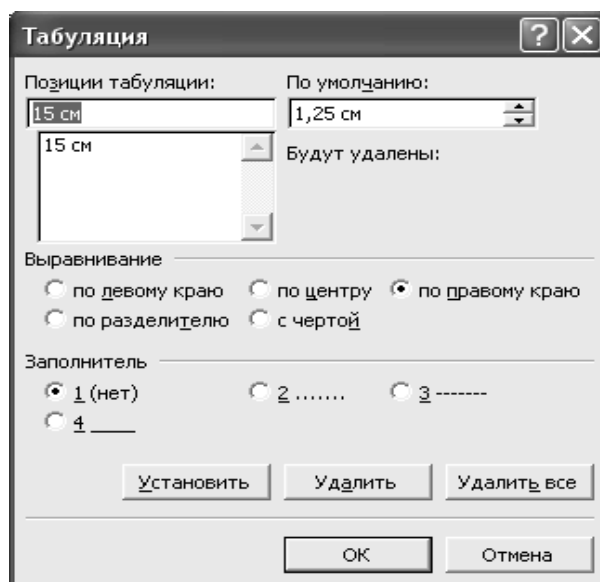 Табуляция
Позиции табуляции: По умолчанию:
15 см 1,25 см
15 см
Будут удалены:
Выравнивание
по левому краю по центру по правому краю
по разделителю с чертой
Заполнитель
1 (нет) 2 ....... 3 -------
4 ____
Установить Удалить Удалить все
ОК Отмена